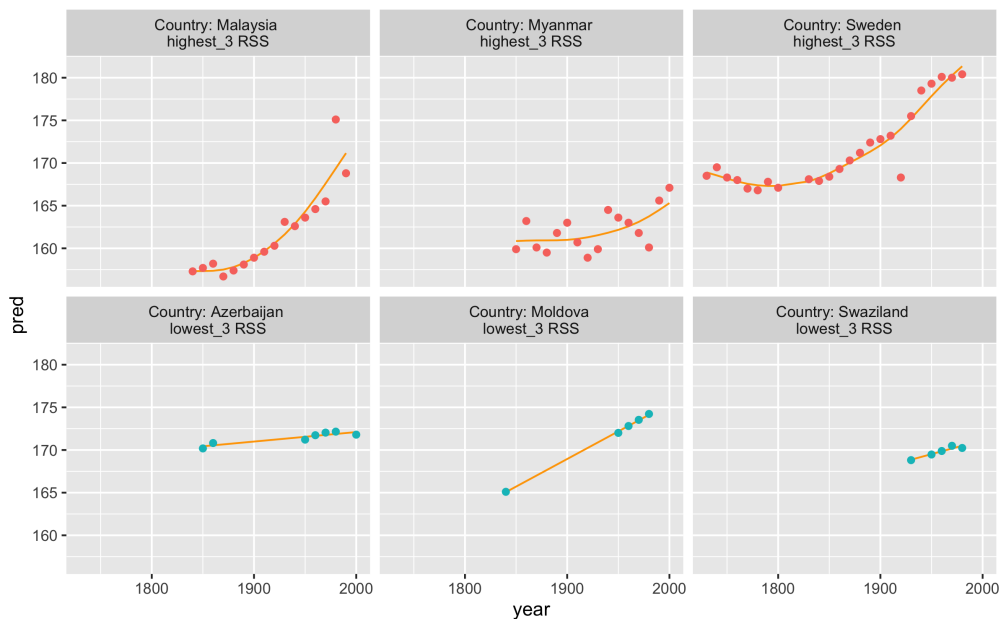 Country: Malaysia
highest_3 RSS
Country: Myanmar
highest_3 RSS
Country: Sweden
highest_3 RSS
180
175
170
165
160
Country: Azerbaijan
lowest_3 RSS
Country: Moldova
lowest_3 RSS
Country: Swaziland
lowest_3 RSS
180
175
170
165
160
pred
1800 1900 2000 1800 1900 2000 1800 1900 2000
year